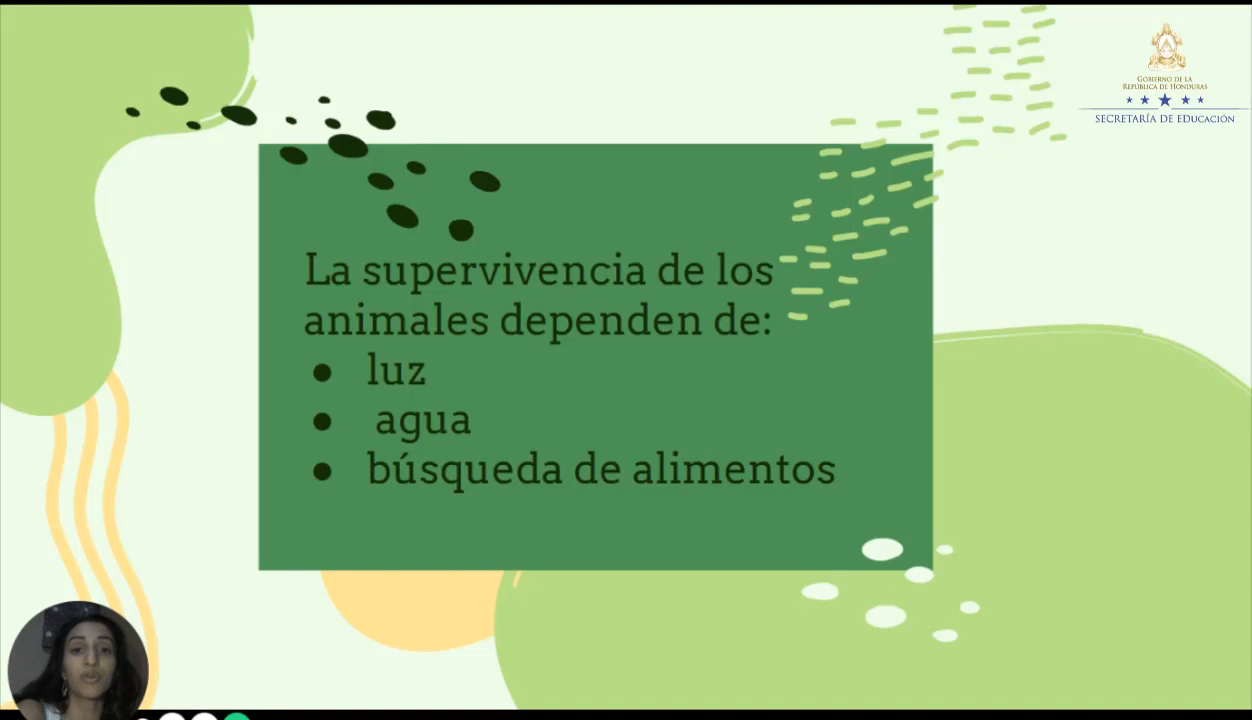 GOBIERNO DE LA
REPÚBLICA DE HONDURAS
SECRETARÍA DE EDUCACIÓN
La supervivencia de los
animales dependen de:
● luz
● agua
● búsqueda de alimentos